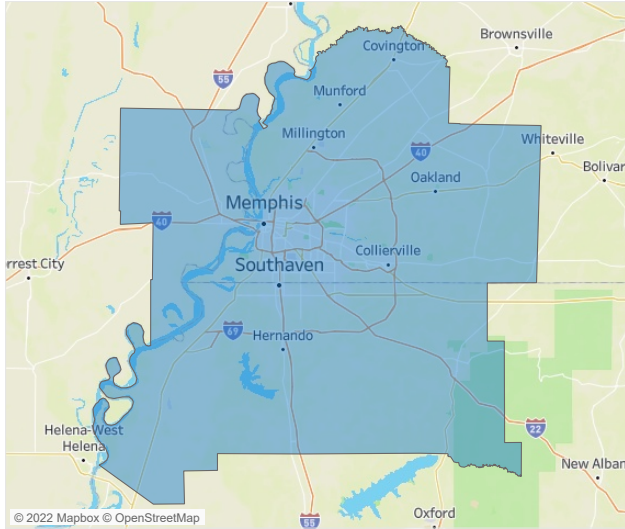 Covington
Brownsville
55
Munford
Millington
40
Whiteville
Oakland
Bolivar
Memphis
40
Collierville
orrest City
Southaven
69
Hernando
Helena-West
Helena
22
New Alban
Oxford
55
© 2022 Mapbox © OpenStreetMap